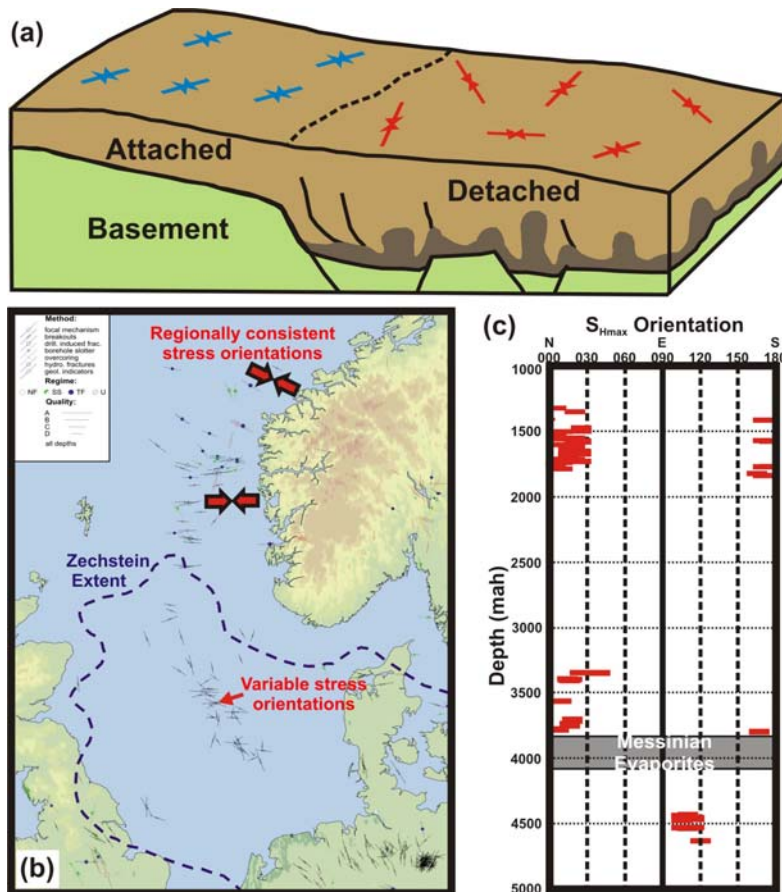 (a)
Attached
Detached
Basement
Method:
focal mechanism
breakouts
drill. induced frac.
borehole slotter
overcoring
hydro. fractures
geol. indicators
Regime:
NF SS TF U
Quality:
A
B
C
D
all depths
Regionally consistent
stress orientations
Zechstein
Extent
Variable stress
orientations
(b)
(c)
SHmax Orientation
N E S
000 030 060 090 120 150 180
Depth (mah)
1000
1500
2000
2500
3000
3500
4000
4500
5000
Messinian
Evaporites